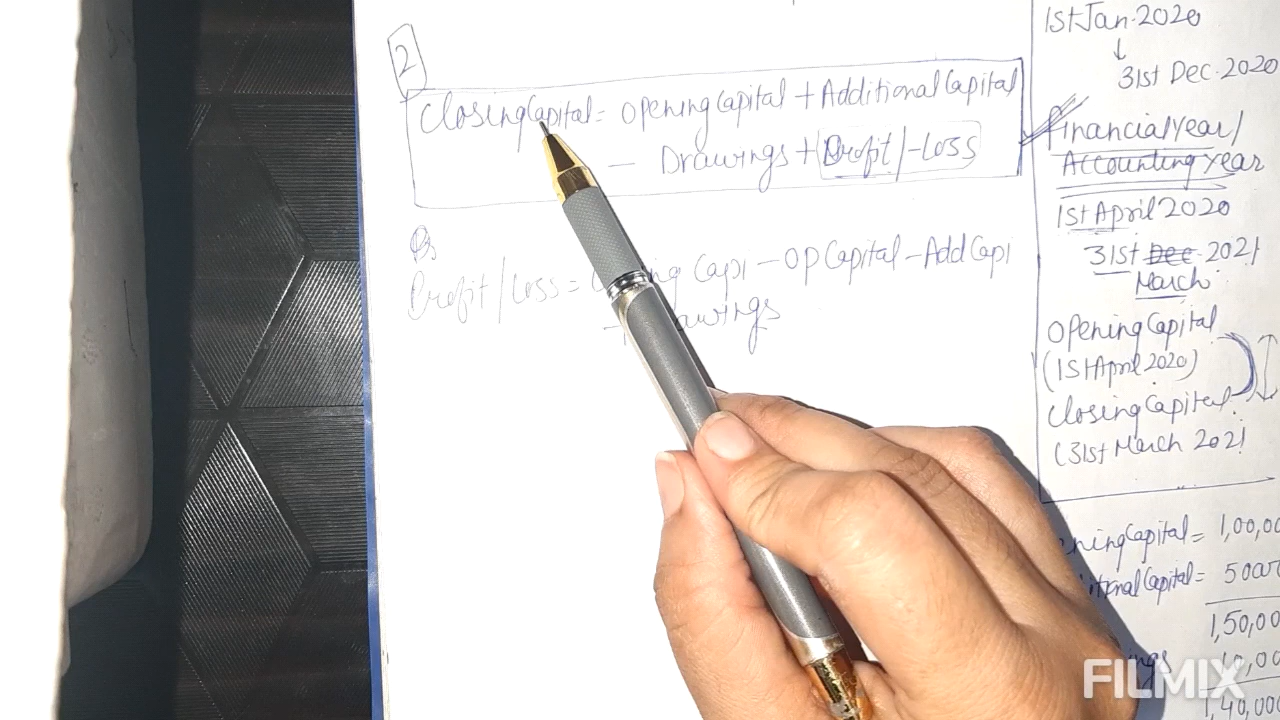 2
Closing Capital = Opening Capital + Additional Capital
- Drawings + Profit/-Loss
Profit/Loss = Capi - Op Capital - Add Capi
1st Jan. 2020
↓
31st Dec. 2020
Financial Year/
Accounting Year
1st April 2020
31st Dec. 2021
March
Opening Capital
(1st April 2020)
Closing Capital
(31st March 2021
Capital = 1,00,00
Capital =
1,50,00
1,40,000
FILMIX